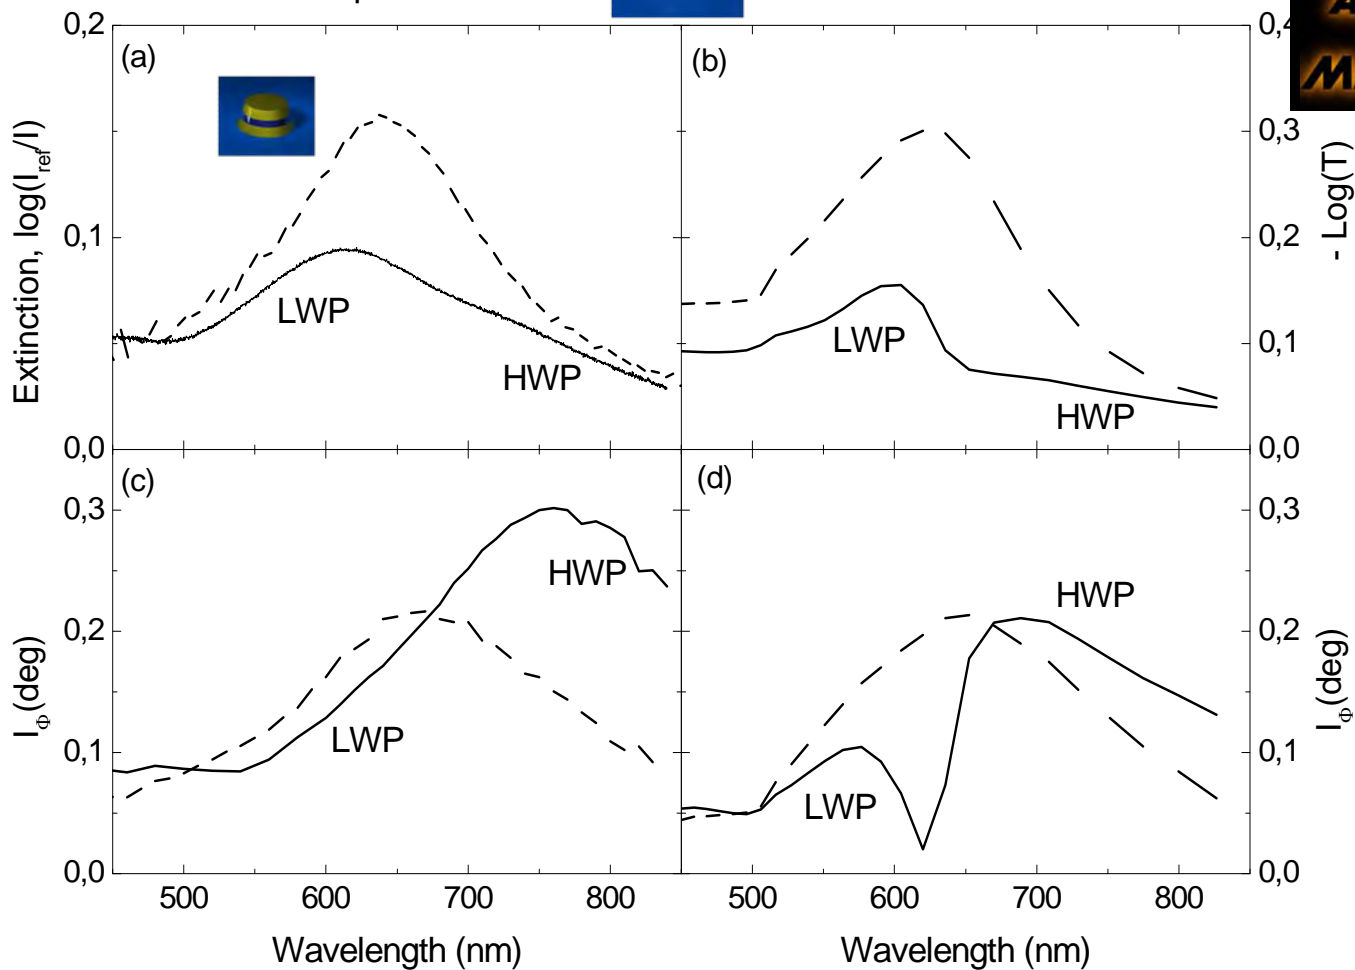 0,2
(a)
(b)
0,4
0,3
0,2
0,1
0,0
0,1
0,0
Extinction, log(I_ref/I)
- Log(T)
LWP
HWP
LWP
HWP
(c)
(d)
0,3
0,2
0,1
0,0
0,3
0,2
0,1
0,0
I_Φ(deg)
I_Φ(deg)
HWP
LWP
HWP
LWP
500 600 700 800
500 600 700 800
Wavelength (nm)
Wavelength (nm)